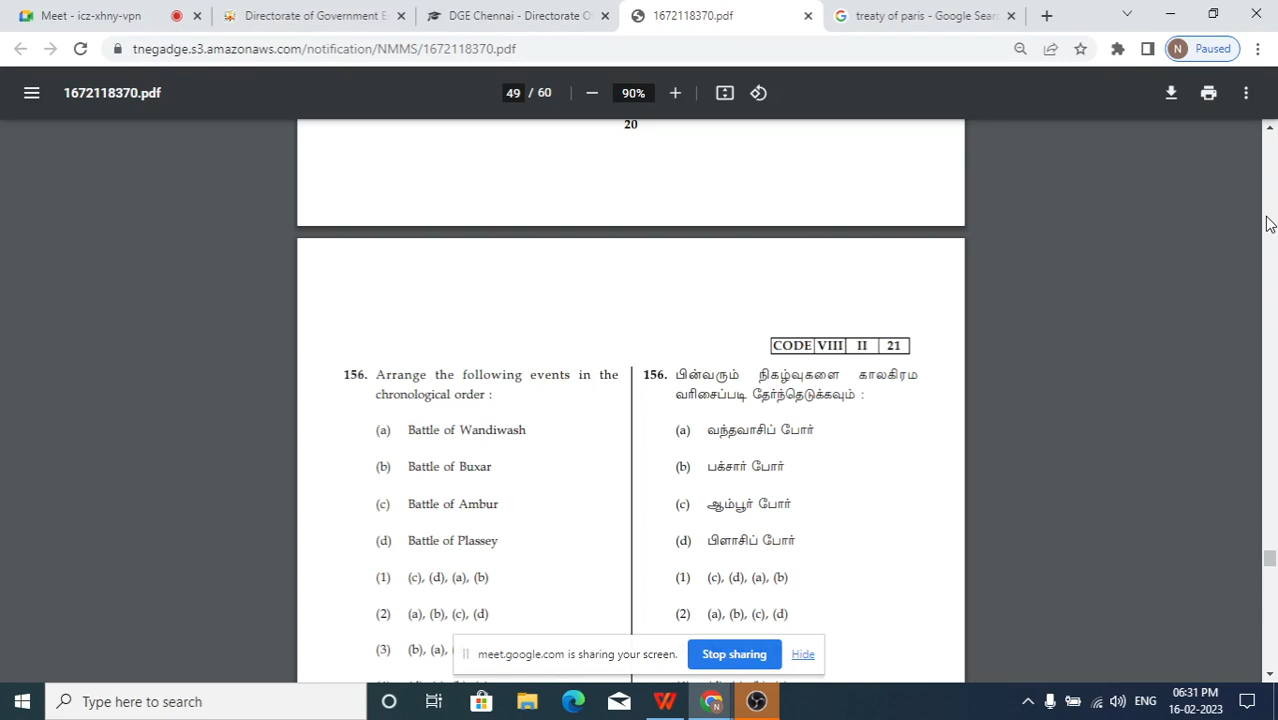 Meet - icz-xhny-vpn
Directorate of Government E
DGE Chennai - Directorate O
1672118370.pdf
treaty of paris - Google Sear
tnegadge.s3.amazonaws.com/notification/NMMS/1672118370.pdf
N Paused
1672118370.pdf
49 / 60
90%
20
CODE VIII II 21
156. Arrange the following events in the
chronological order :
(a) Battle of Wandiwash
(b) Battle of Buxar
(c) Battle of Ambur
(d) Battle of Plassey
(1) (c), (d), (a), (b)
(2) (a), (b), (c), (d)
(3) (b), (a),
156. பின்வரும் நிகழ்வுகளை காலகிரம
வரிசைப்படி தேர்ந்தெடுக்கவும் :
(a) வந்தவாசிப் போர்
(b) பக்சார் போர்
(c) ஆம்பூர் போர்
(d) பிளாசிப் போர்
(1) (c), (d), (a), (b)
(2) (a), (b), (c), (d)
meet.google.com is sharing your screen.
Stop sharing
Hide
Type here to search
ENG
06:31 PM
16-02-2023